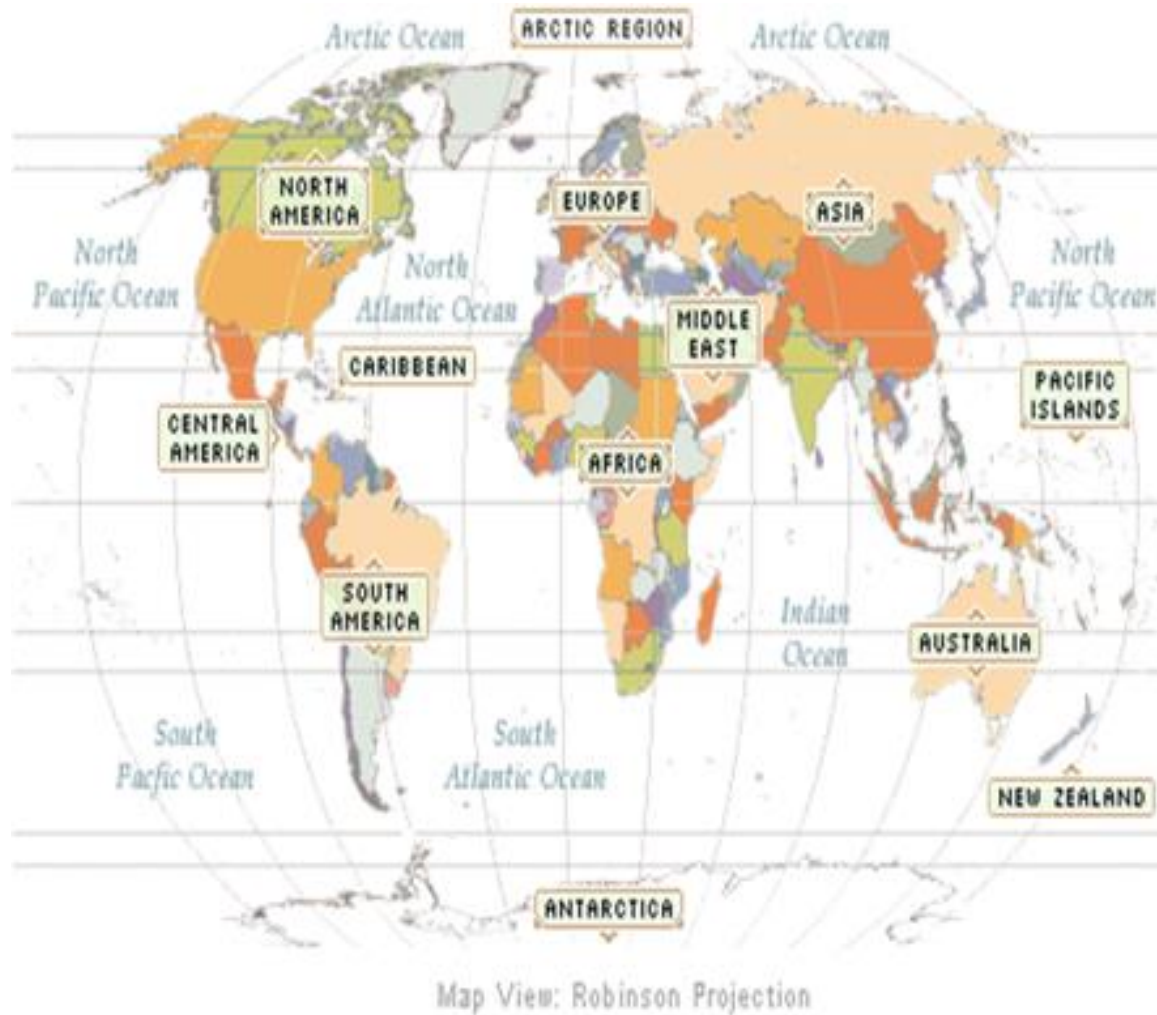 ARCTIC REGION
Arctic Ocean
Arctic Ocean
NORTH
AMERICA
EUROPE
ASIA
North
Pacific Ocean
North
Atlantic Ocean
North
Pacific Ocean
MIDDLE
EAST
CARIBBEAN
PACIFIC
ISLANDS
CENTRAL
AMERICA
AFRICA
SOUTH
AMERICA
Indian
Ocean
AUSTRALIA
South
Pacfic Ocean
South
Atlantic Ocean
NEW ZEALAND
ANTARCTICA
Map View: Robinson Projection